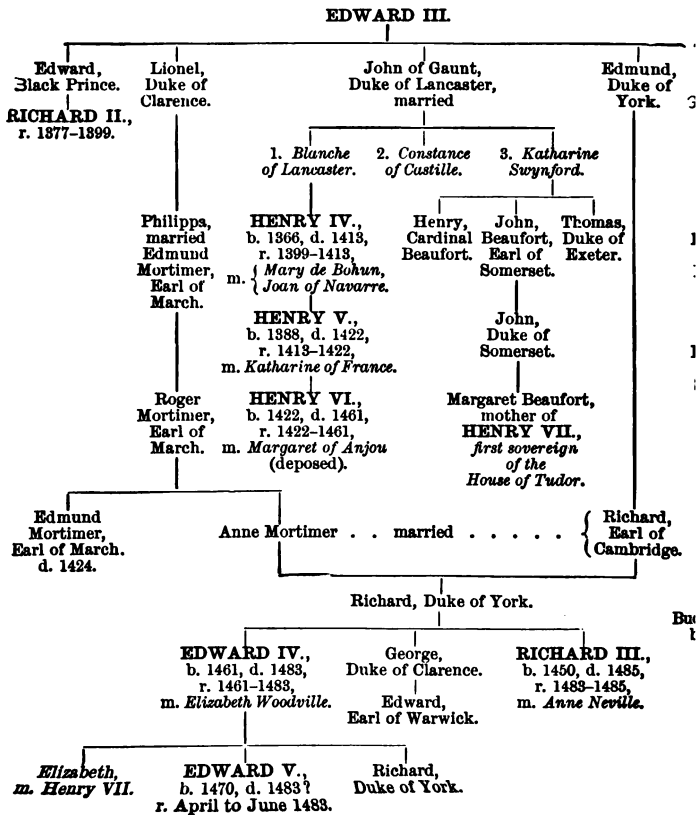 EDWARD III.
Edward,
Black Prince.
RICHARD II.,
r. 1377–1399.
Lionel,
Duke of
Clarence.
John of Gaunt,
Duke of Lancaster,
married
Edmund,
Duke of
York.
1. Blanche
of Lancaster.
2. Constance
of Castille.
3. Katharine
Swynford.
Philippa,
married
Edmund
Mortimer,
Earl of
March.
HENRY IV.,
b. 1366, d. 1413,
r. 1399–1413,
m. { Mary de Bohun,
Joan of Navarre.
Henry,
Cardinal
Beaufort.
John,
Beaufort,
Earl of
Somerset.
Thomas,
Duke of
Exeter.
HENRY V.,
b. 1388, d. 1422,
r. 1413–1422,
m. Katharine of France.
John,
Duke of
Somerset.
Roger
Mortimer,
Earl of
March.
HENRY VI.,
b. 1422, d. 1461,
r. 1422–1461,
m. Margaret of Anjou
(deposed).
Margaret Beaufort,
mother of
HENRY VII.,
first sovereign
of the
House of Tudor.
Edmund
Mortimer,
Earl of March.
d. 1424.
Anne Mortimer . . married . . . . . {
Richard,
Earl of
Cambridge.
Richard, Duke of York.
EDWARD IV.,
b. 1461, d. 1483,
r. 1461–1483,
m. Elizabeth Woodville.
George,
Duke of Clarence.
Edward,
Earl of Warwick.
RICHARD III.,
b. 1450, d. 1485,
r. 1483–1485,
m. Anne Neville.
Elizabeth,
m. Henry VII.
EDWARD V.,
b. 1470, d. 1483?
r. April to June 1483.
Richard,
Duke of York.